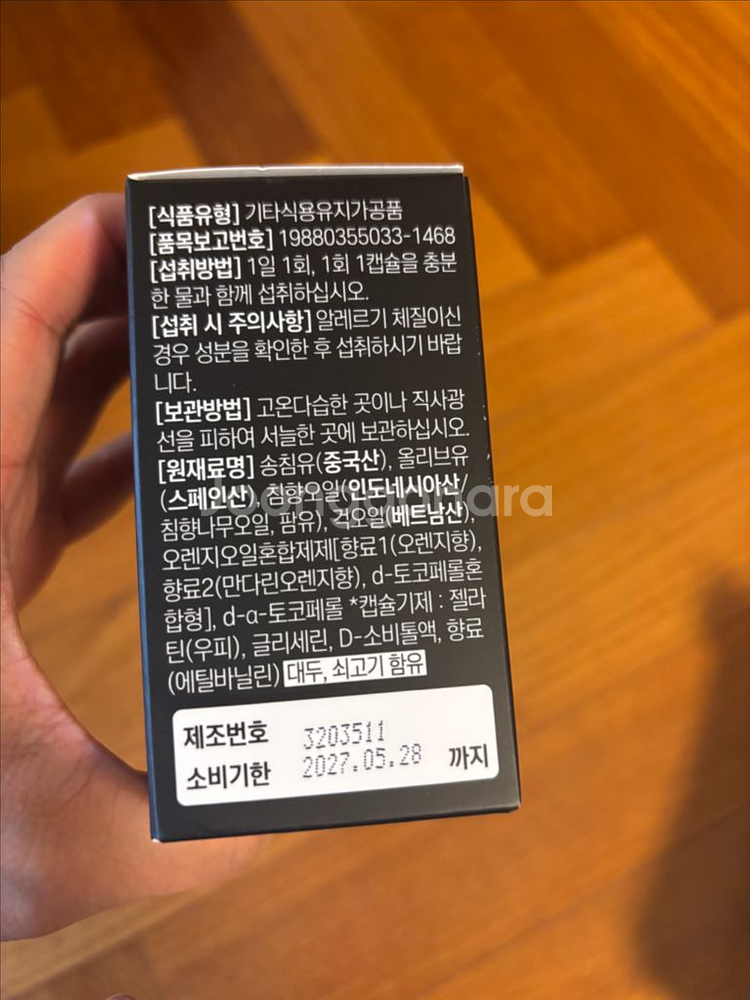 [식품유형] 기타식용유지가공품
[품목보고번호] 19880355033-1468
[섭취방법] 1일 1회, 1회 1캡슐을 충분
한 물과 함께 섭취하십시오.
[섭취 시 주의사항] 알레르기 체질이신
경우 성분을 확인한 후 섭취하시기 바랍
니다.
[보관방법] 고온다습한 곳이나 직사광
선을 피하여 서늘한 곳에 보관하십시오.
[원재료명] 송침유(중국산), 올리브유
(스페인산), 침향오일(인도네시아산/
침향나무오일, 팜유), 검오일(베트남산),
오렌지오일혼합제제[향료1(오렌지향),
향료2(만다린오렌지향), d-토코페롤혼
합형], d-α-토코페롤 *캡슐기제 : 젤라
틴(우피), 글리세린, D-소비톨액, 향료
(에틸바닐린) 대두, 쇠고기 함유
제조번호 3203511
소비기한 2027.05.28 까지
Joonggonara